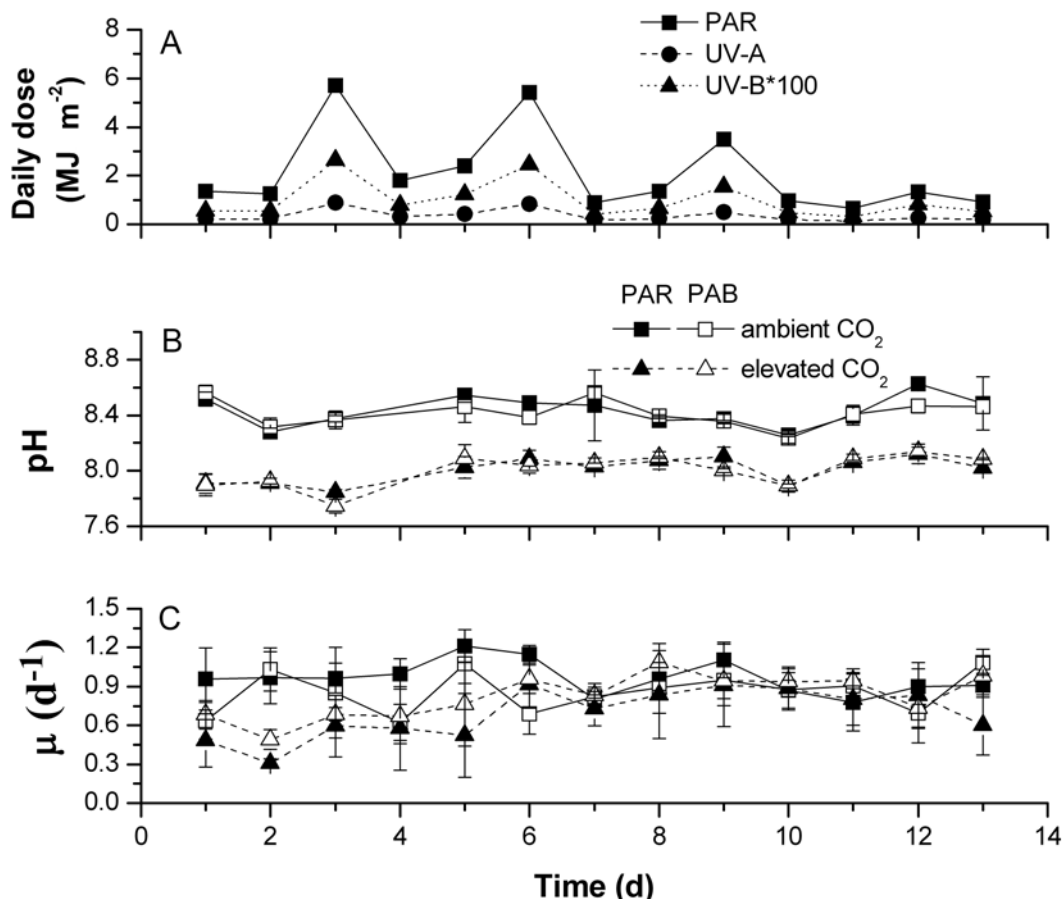 A
PAR
UV-A
UV-B*100
Daily dose
(MJ m-2)
8
6
4
2
0
B
PAR PAB
ambient CO2
elevated CO2
pH
8.8
8.4
8.0
7.6
C
μ (d-1)
1.5
1.2
0.9
0.6
0.3
0.0
0 2 4 6 8 10 12 14
Time (d)